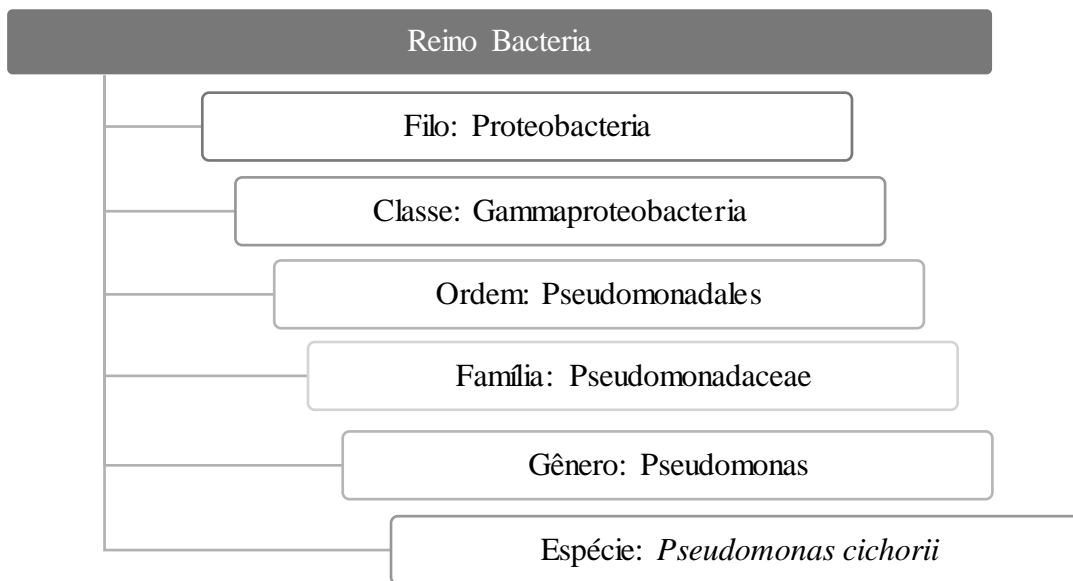 Reino Bacteria
Filo: Proteobacteria
Classe: Gammaproteobacteria
Ordem: Pseudomonadales
Família: Pseudomonadaceae
Gênero: Pseudomonas
Espécie: Pseudomonas cichorii